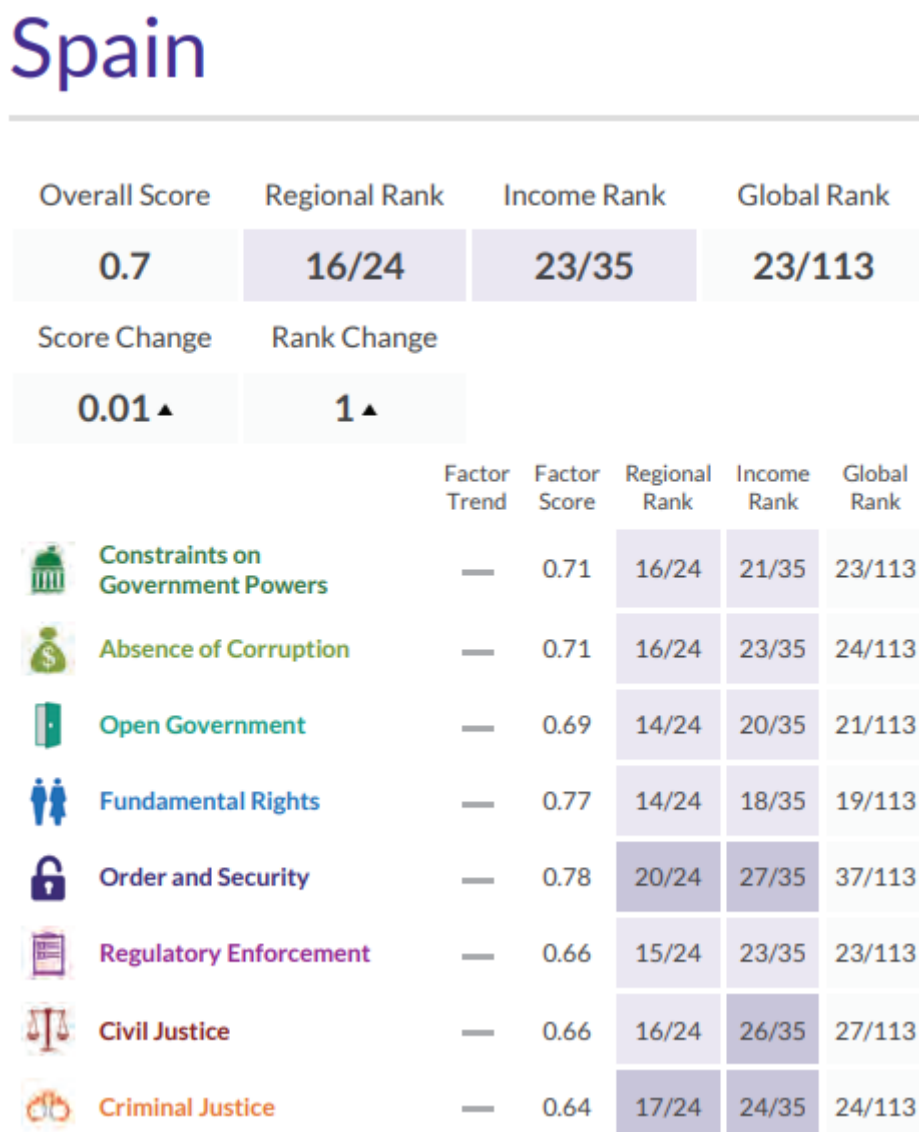 Spain
Overall Score Regional Rank Income Rank Global Rank
0.7 16/24 23/35 23/113
Score Change Rank Change
0.01 ▲ 1 ▲
Factor Factor Regional Income Global
Trend Score Rank Rank Rank
Constraints on
Government Powers — 0.71 16/24 21/35 23/113
Absence of Corruption — 0.71 16/24 23/35 24/113
Open Government — 0.69 14/24 20/35 21/113
Fundamental Rights — 0.77 14/24 18/35 19/113
Order and Security — 0.78 20/24 27/35 37/113
Regulatory Enforcement — 0.66 15/24 23/35 23/113
Civil Justice — 0.66 16/24 26/35 27/113
Criminal Justice — 0.64 17/24 24/35 24/113